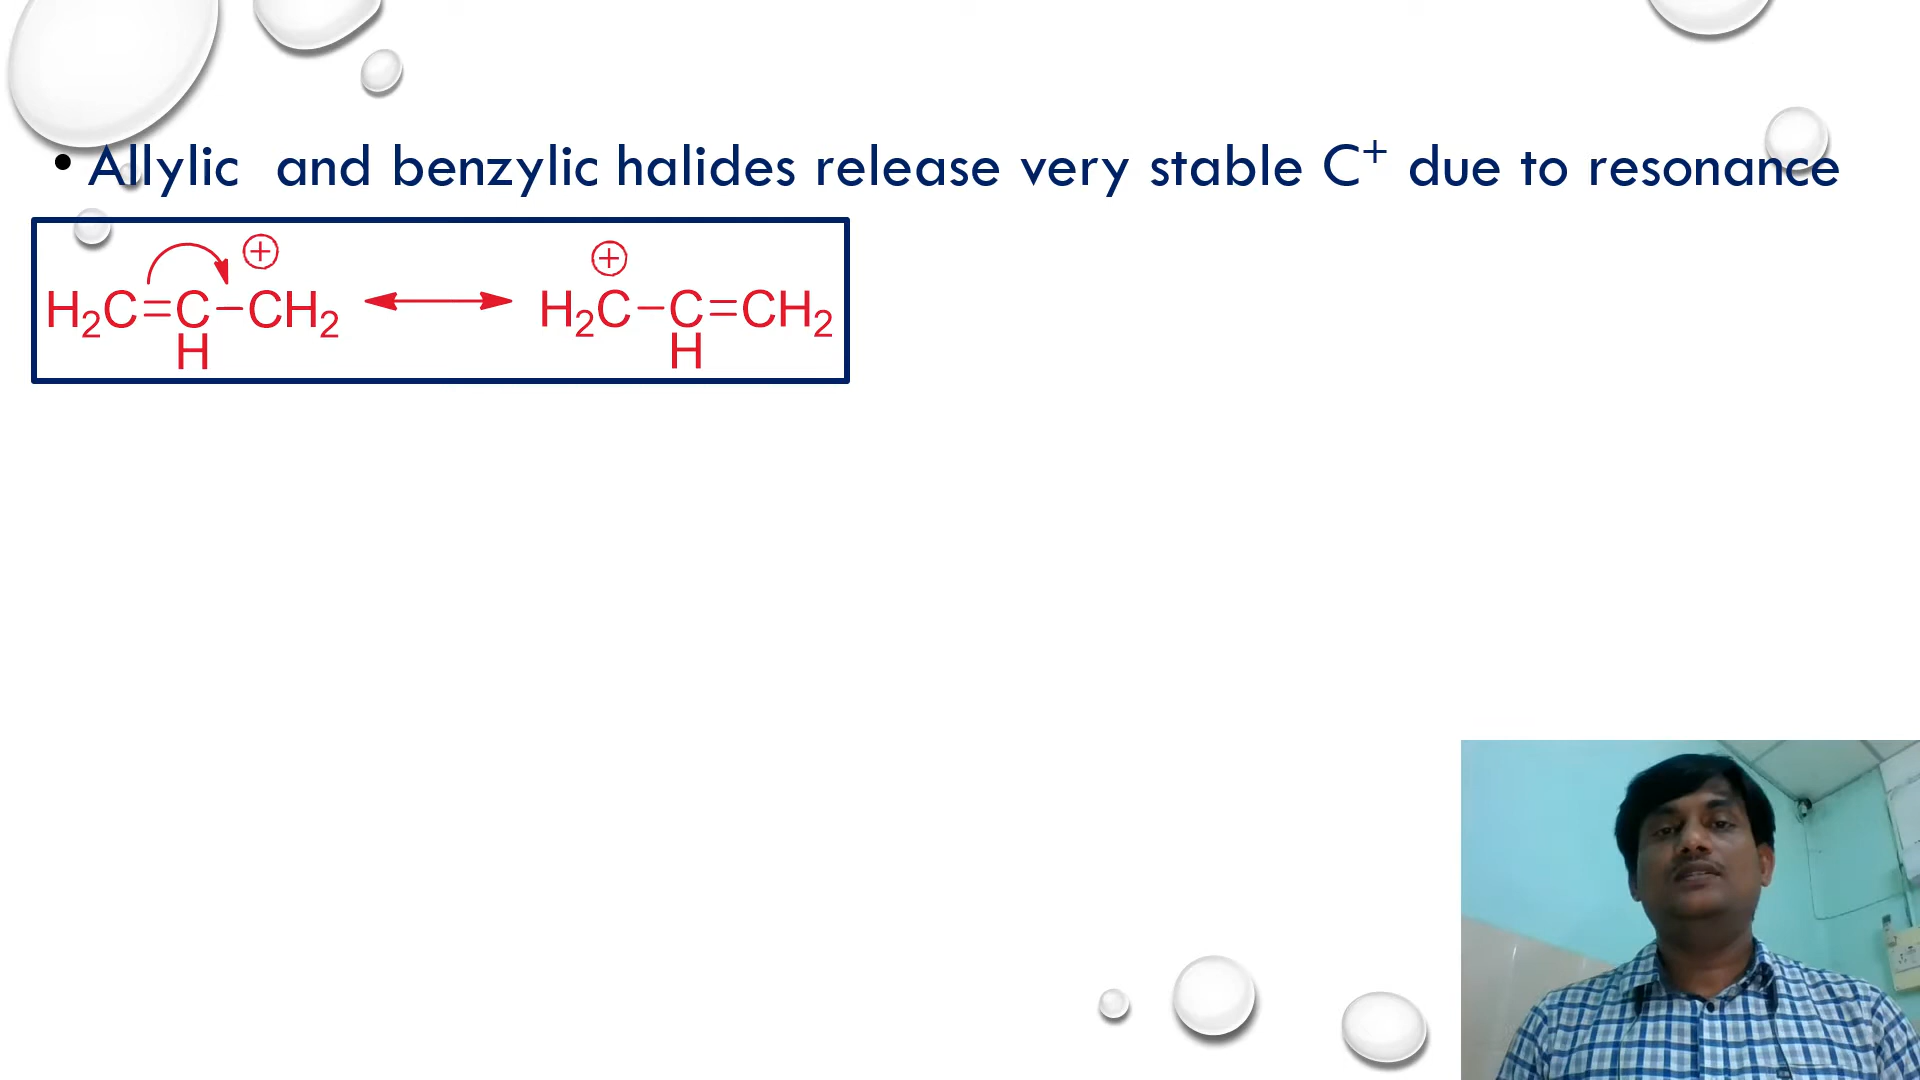 • Allylic and benzylic halides release very stable C⁺ due to resonance
⊕ ⊕
H₂C=C−CH₂ ⟷ H₂C−C=CH₂
H H